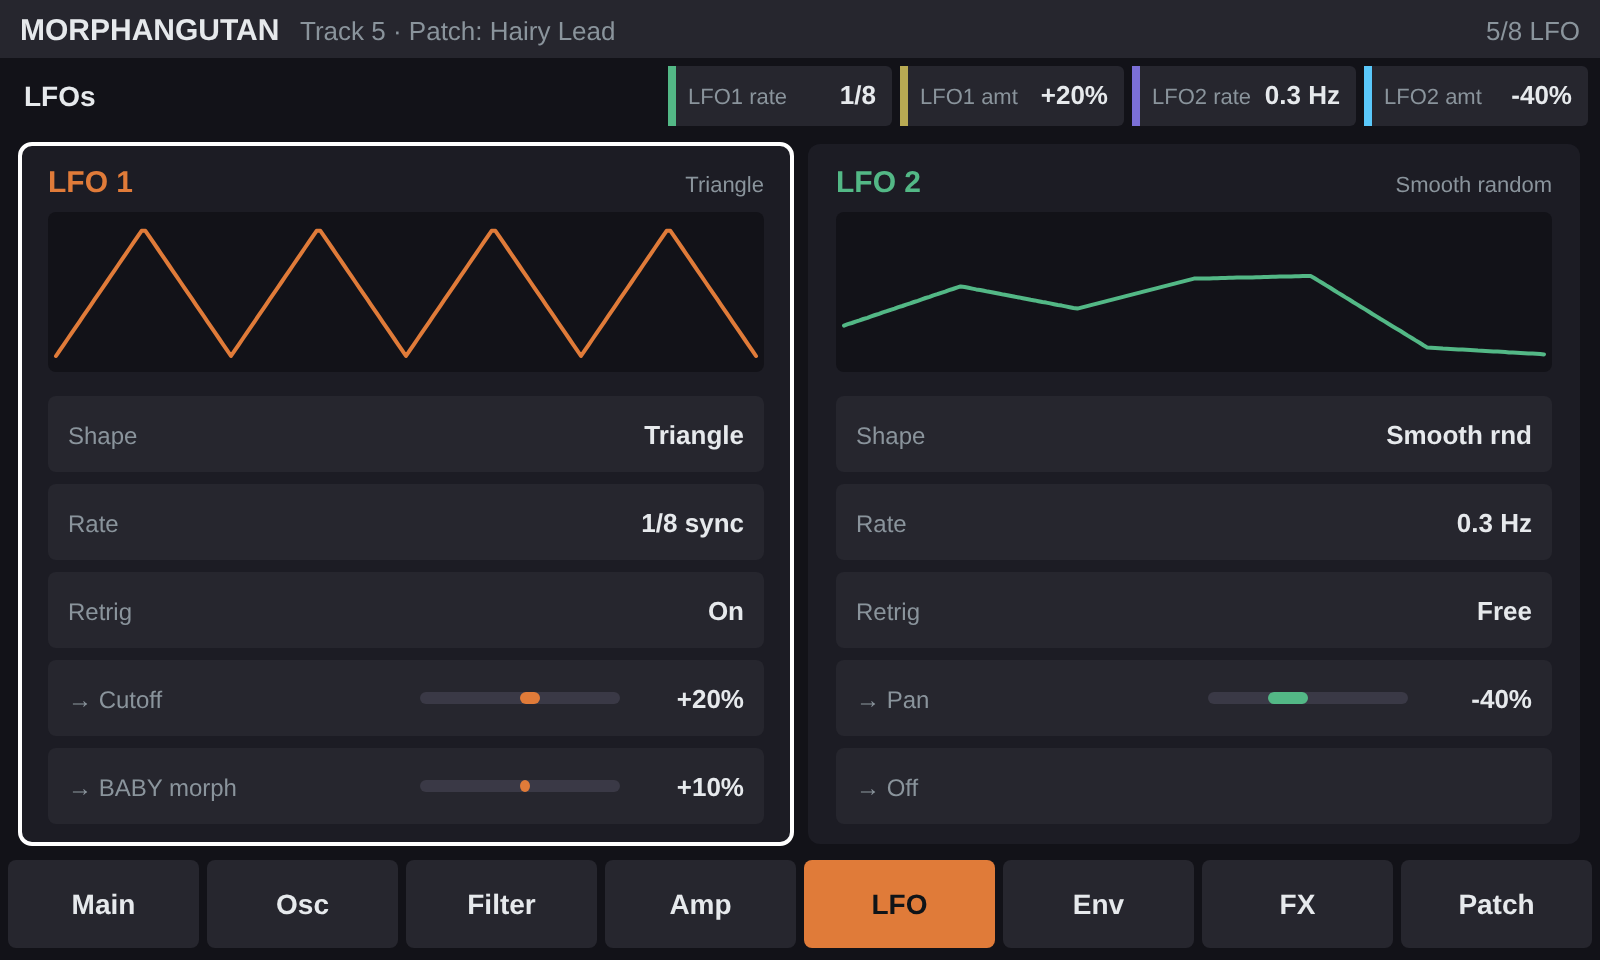 MORPHANGUTAN Track 5 · Patch: Hairy Lead 5/8 LFO
LFOs LFO1 rate 1/8 LFO1 amt +20% LFO2 rate 0.3 Hz LFO2 amt -40%
LFO 1 Triangle
Shape Triangle
Rate 1/8 sync
Retrig On
→ Cutoff +20%
→ BABY morph +10%
LFO 2 Smooth random
Shape Smooth rnd
Rate 0.3 Hz
Retrig Free
→ Pan -40%
→ Off
Main Osc Filter Amp LFO Env FX Patch